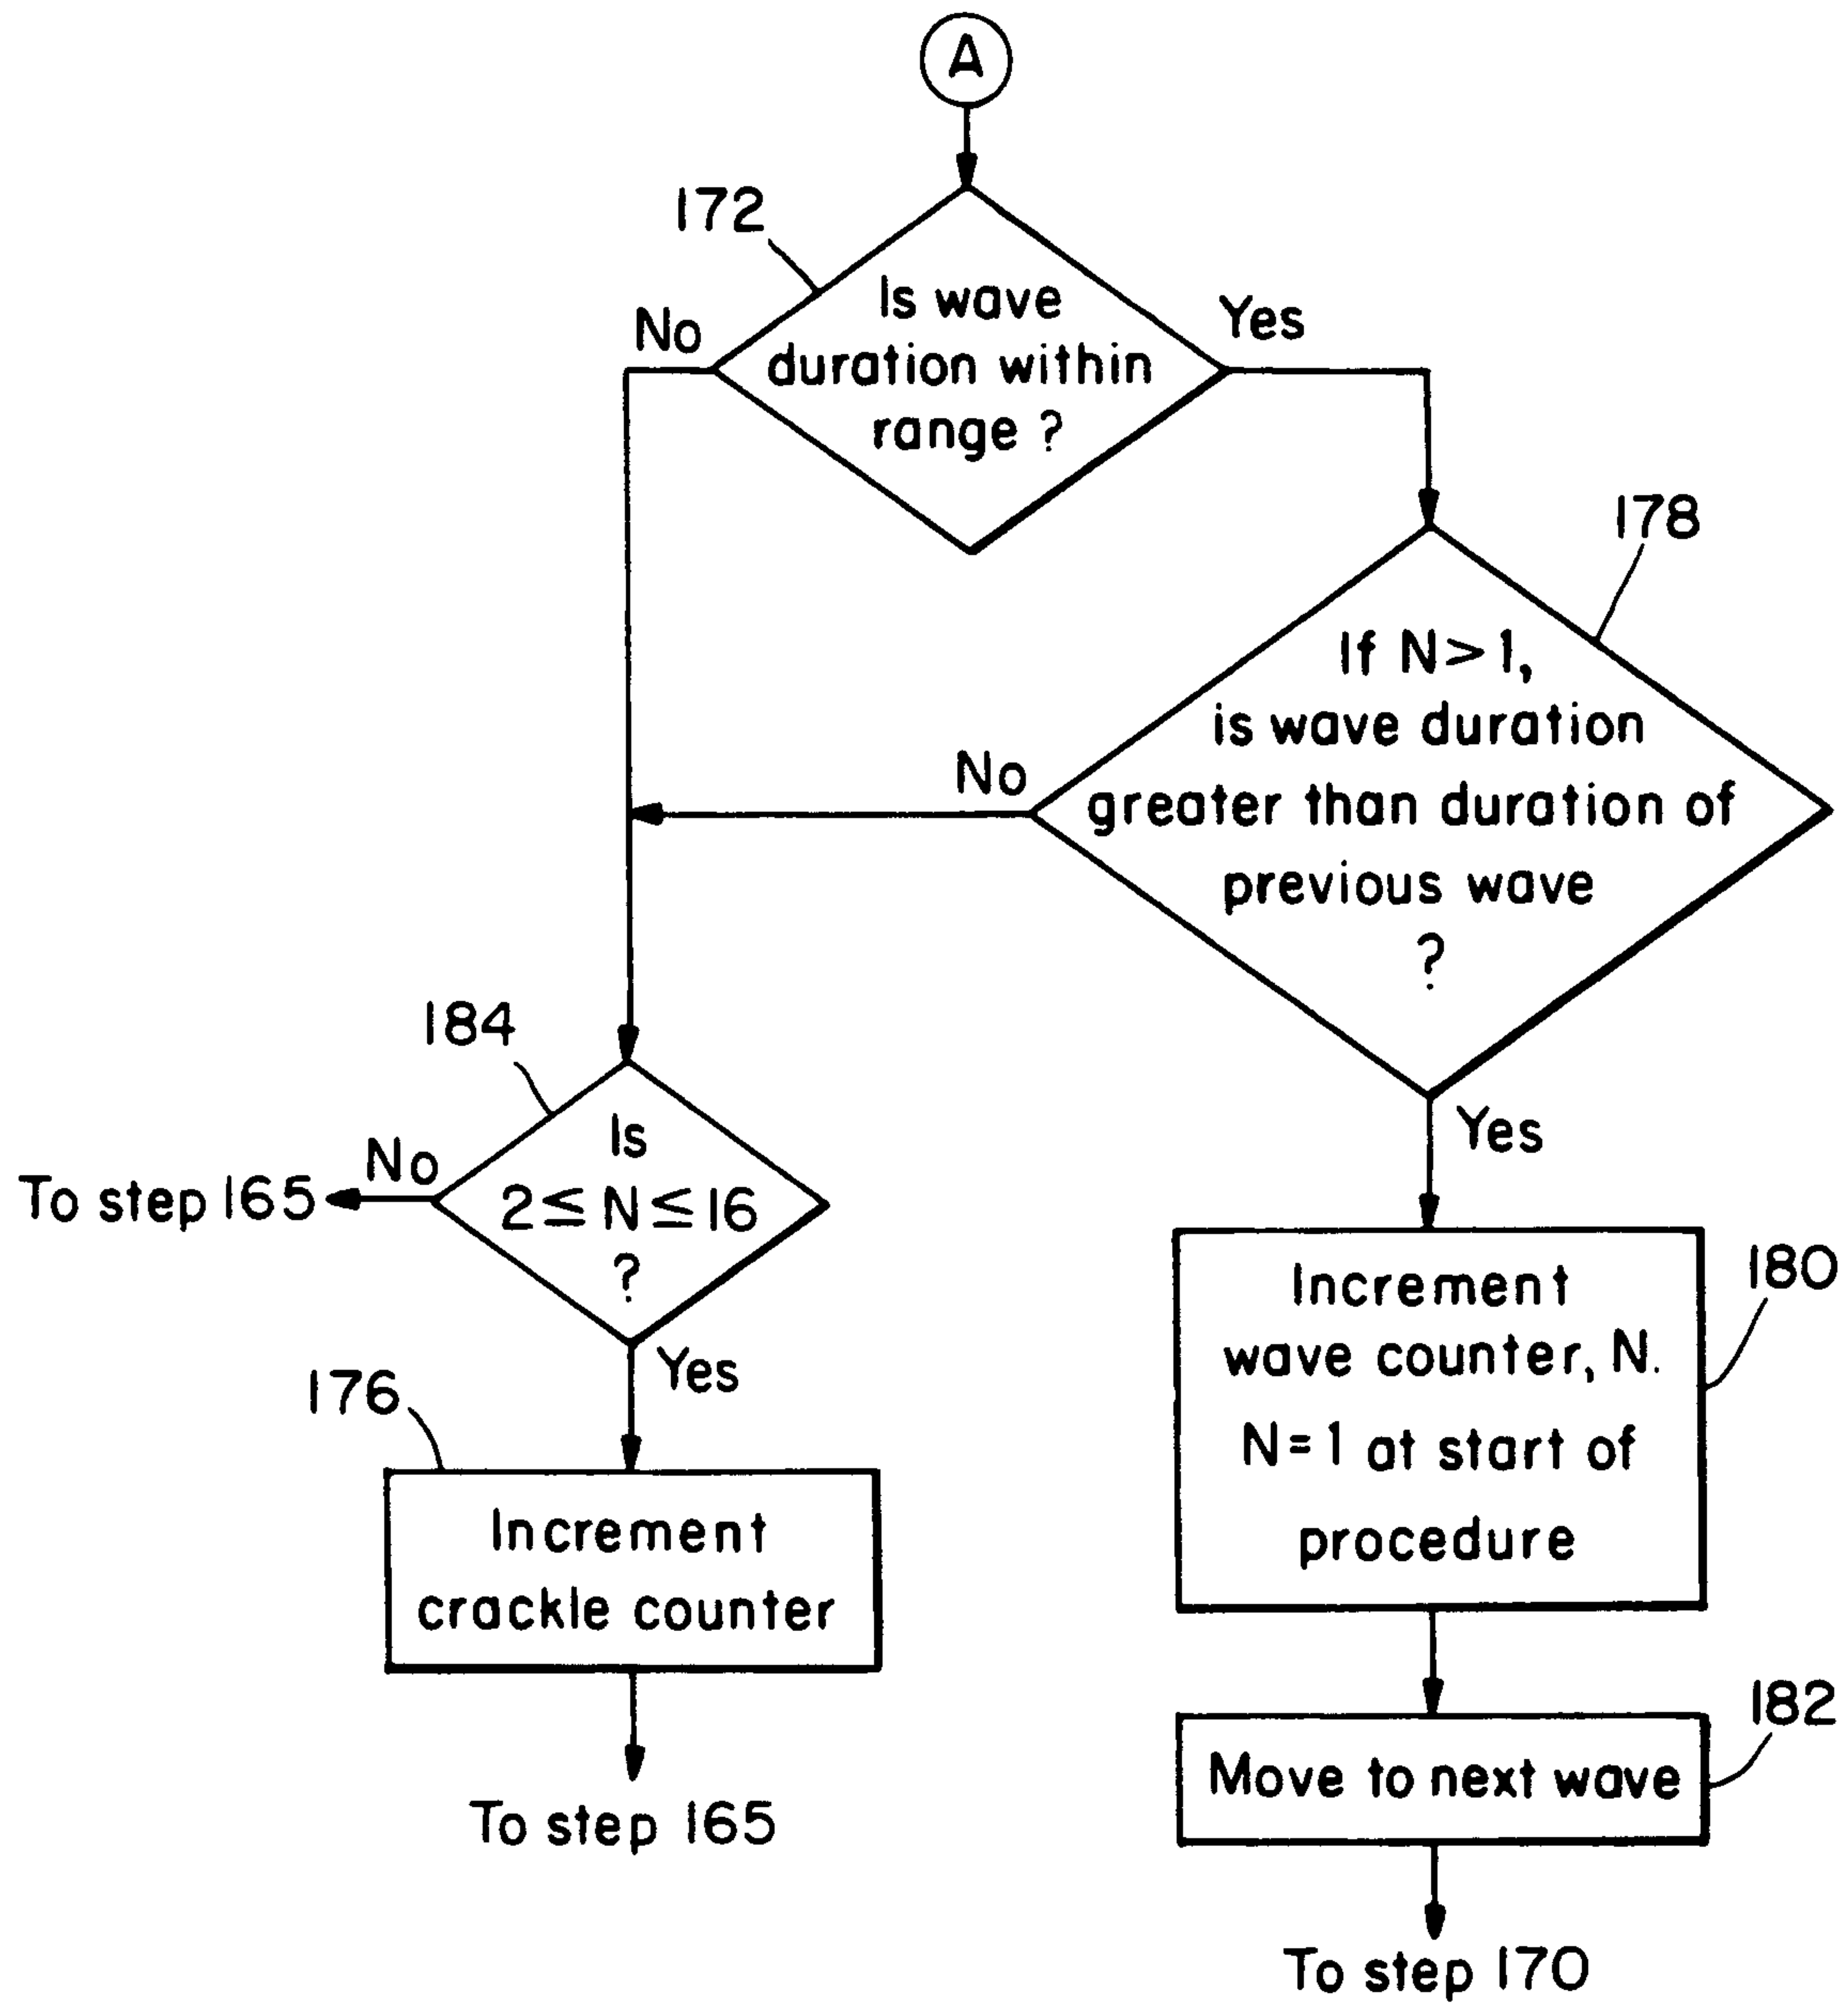 A
172
Is wave
duration within
range ?
No
Yes
178
If N > 1,
is wave duration
greater than duration of
previous wave
?
No
Yes
184
Is
2 ≤ N ≤ 16
?
No
To step 165
Yes
176
Increment
crackle counter
To step 165
180
Increment
wave counter, N.
N = 1 at start of
procedure
182
Move to next wave
To step 170